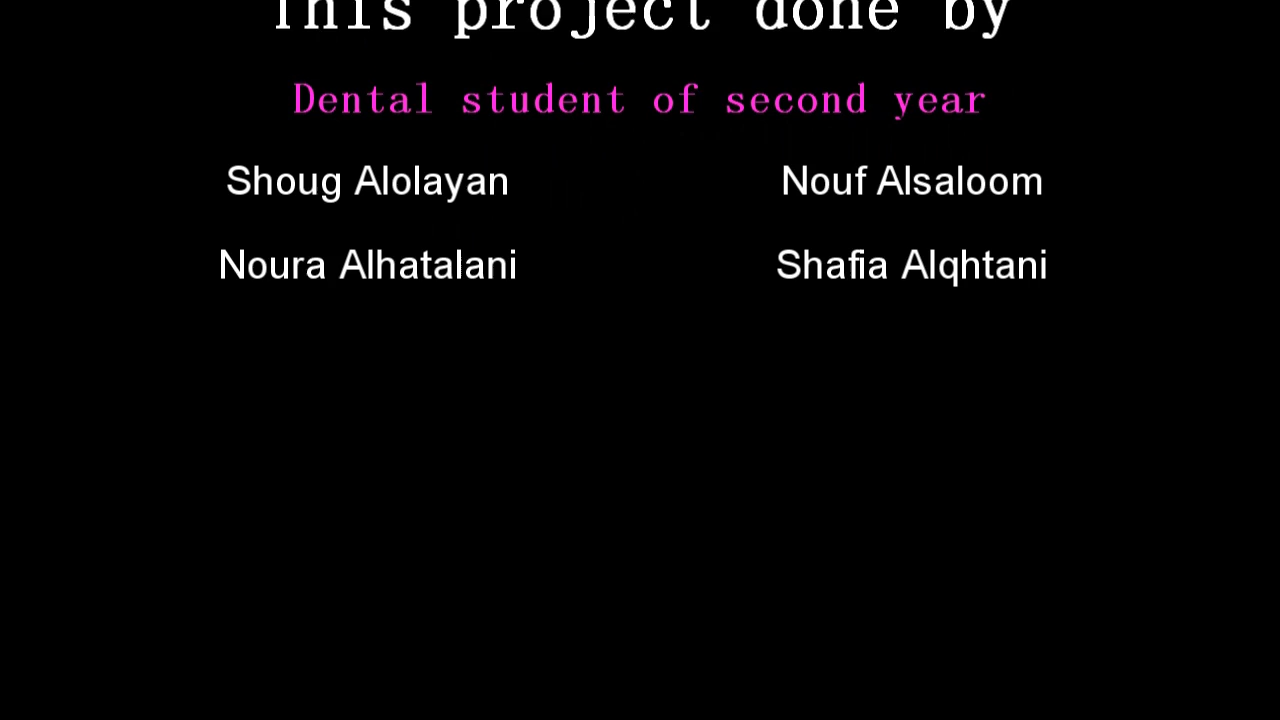 This project done by
Dental student of second year
Shoug Alolayan Nouf Alsaloom
Noura Alhatalani Shafia Alqhtani